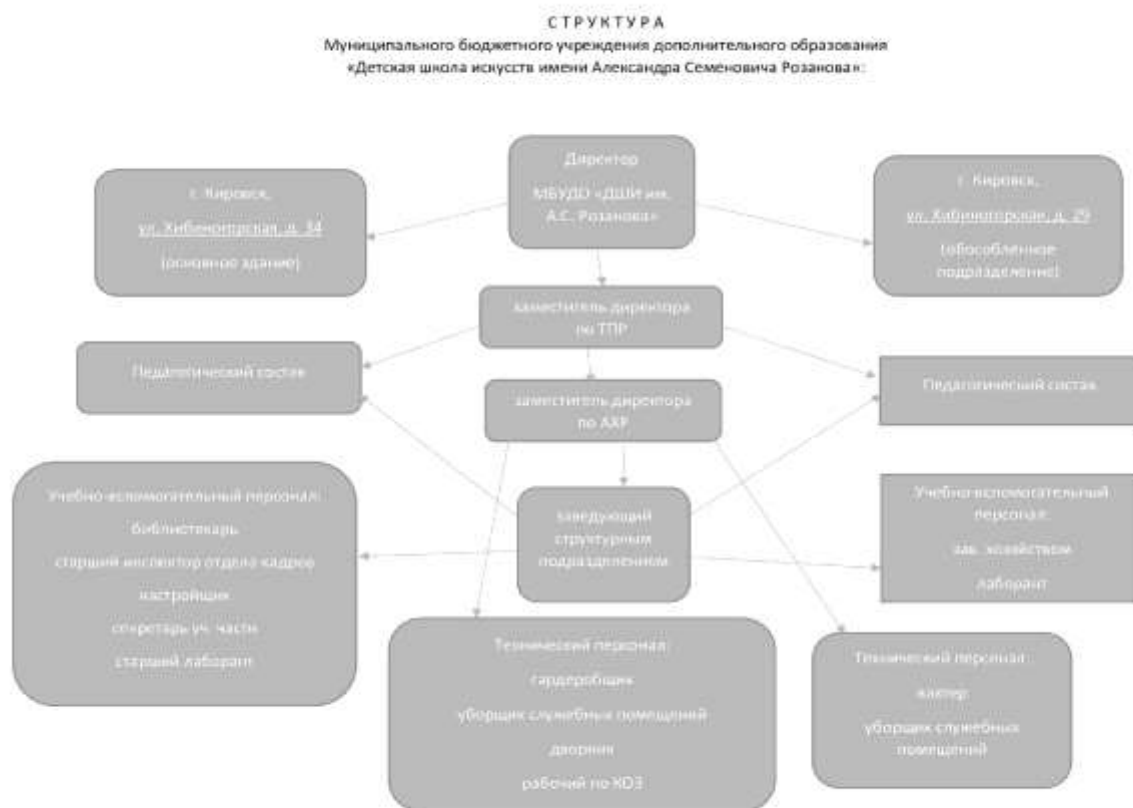 СТРУКТУРА
Муниципального бюджетного учреждения дополнительного образования
«Детская школа искусств имени Александра Семеновича Розанова»:
Директор
МБУДО «ДШИ им.
А.С. Розанова»
г. Кировск,
ул. Хибиногорская, д. 34
(основное здание)
г. Кировск,
ул. Хибиногорская, д. 29
(обособленное
подразделение)
заместитель директора
по ТПР
Педагогический состав
Педагогический состав
заместитель директора
по АХР
Учебно-вспомогательный персонал:
библиотекарь
старший инспектор отдела кадров
настройщик
секретарь уч. части
старший лаборант
заведующий
структурным
подразделением
Учебно-вспомогательный
персонал:
зав. хозяйством
лаборант
Технический персонал:
гардеробщик
уборщик служебных помещений
дворник
рабочий по КОЗ
Технический персонал:
вахтер
уборщик служебных
помещений